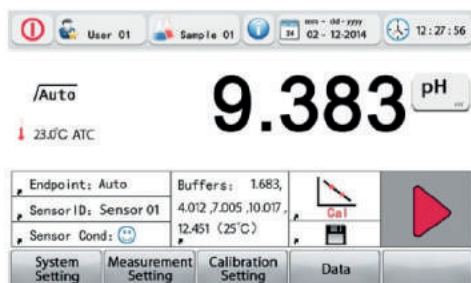 User 01 Sample 01 mm - dd - yyyy 02 - 12-2014 12:27:56
/Auto
9.383 pH
23.0°C ATC
Endpoint: Auto
SensorID: Sensor 01
Sensor Cond:
Buffers: 1.683,
4.012 ,7.005 ,10.017,
12.451 (25°C)
Cal
System Setting
Measurement Setting
Calibration Setting
Data